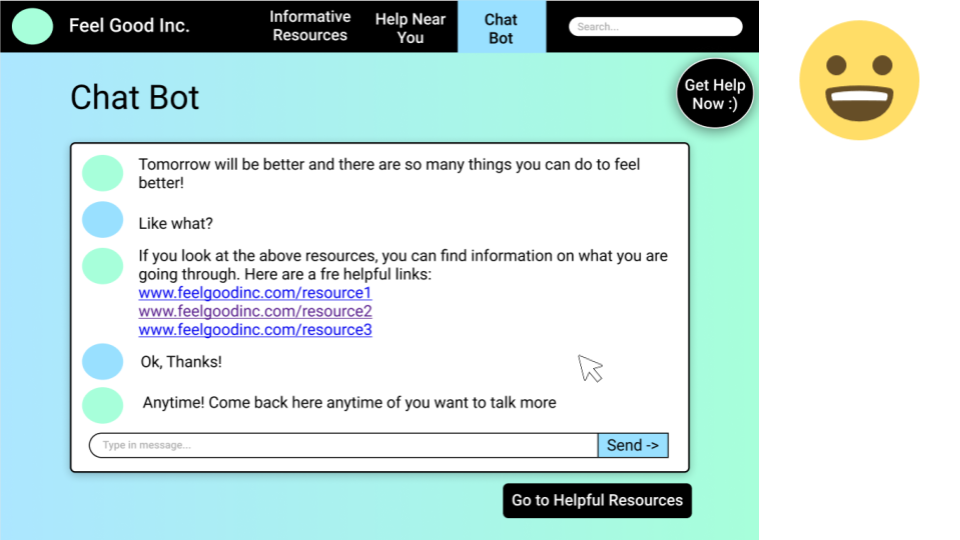 Feel Good Inc.
Informative
Resources
Help Near
You
Chat
Bot
Search...
Get Help
Now :)
Chat Bot
Tomorrow will be better and there are so many things you can do to feel
better!
Like what?
If you look at the above resources, you can find information on what you are
going through. Here are a fre helpful links:
www.feelgoodinc.com/resource1
www.feelgoodinc.com/resource2
www.feelgoodinc.com/resource3
Ok, Thanks!
Anytime! Come back here anytime of you want to talk more
Type in message...
Send ->
Go to Helpful Resources